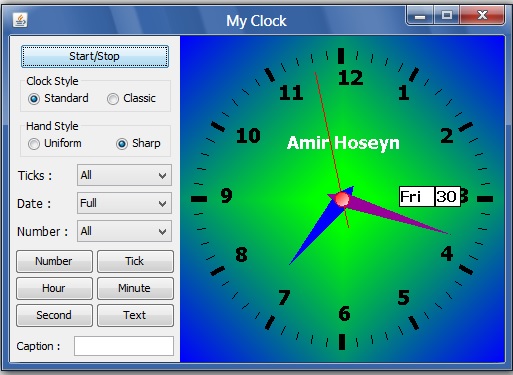 My Clock
Start/Stop
Clock Style
Standard Classic
Hand Style
Uniform Sharp
Ticks : All
Date : Full
Number : All
Number Tick
Hour Minute
Second Text
Caption :
12
11 1
10 2
Amir Hoseyn
9 Fri 30 3
8 4
7 5
6